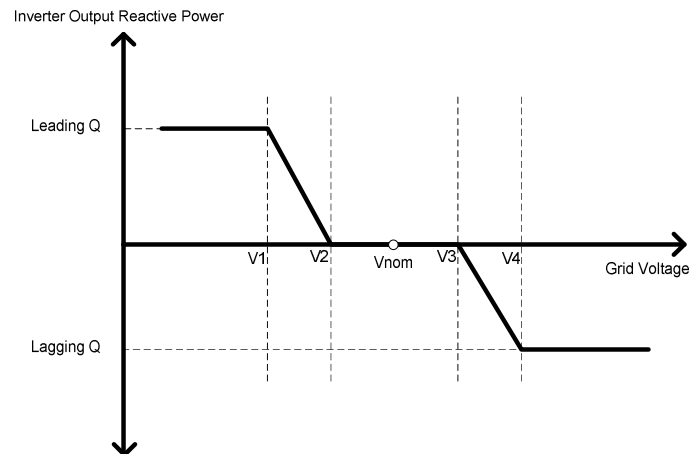 Inverter Output Reactive Power
Leading Q
V1
V2
Vnom
V3
V4
Grid Voltage
Lagging Q